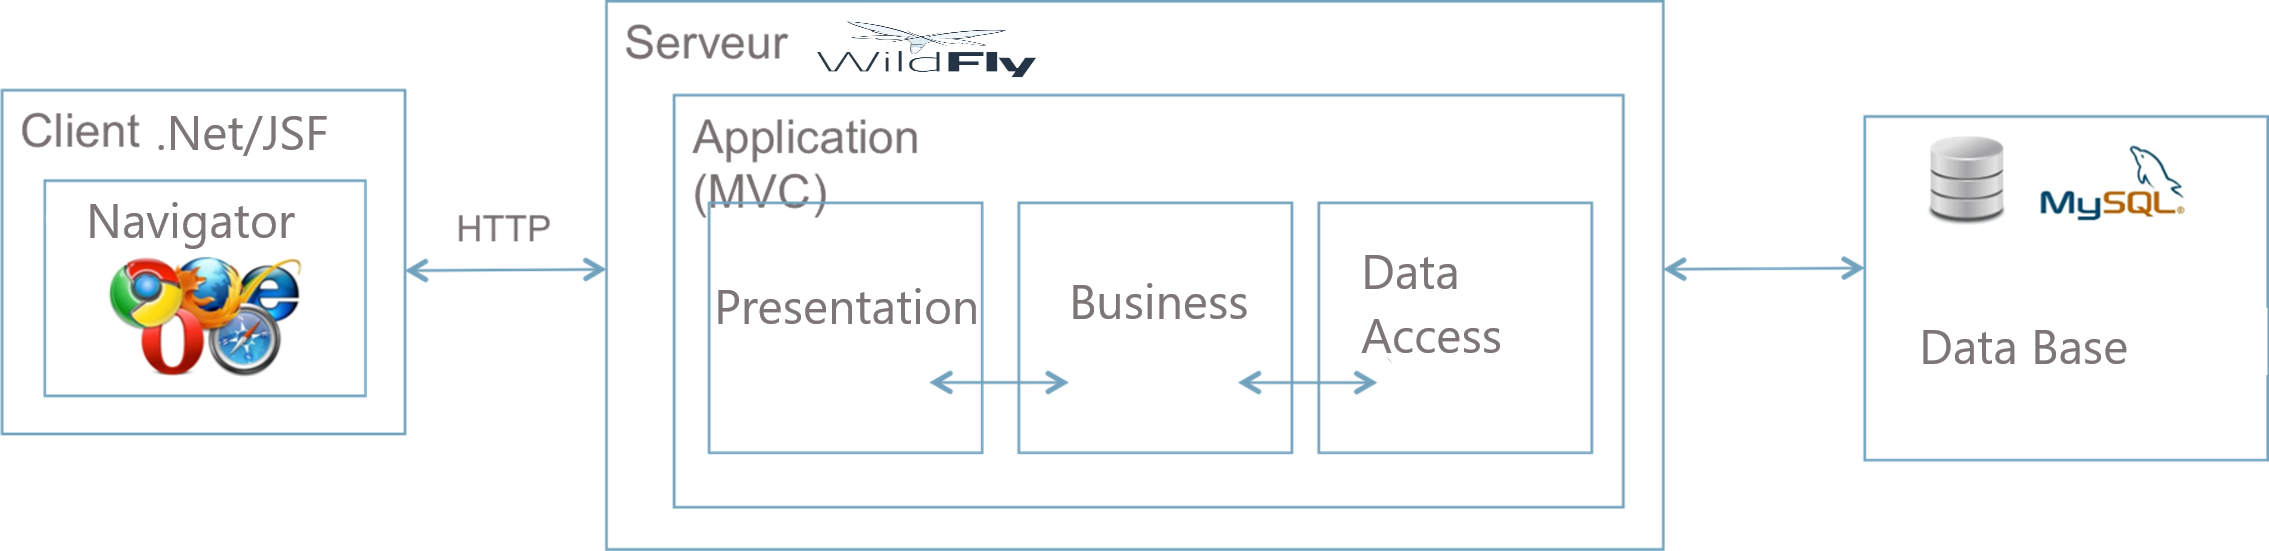 Client .Net/JSF
Navigator
HTTP
Serveur WildFly
Application
(MVC)
Presentation
Business
Data
Access
MySQL®
Data Base